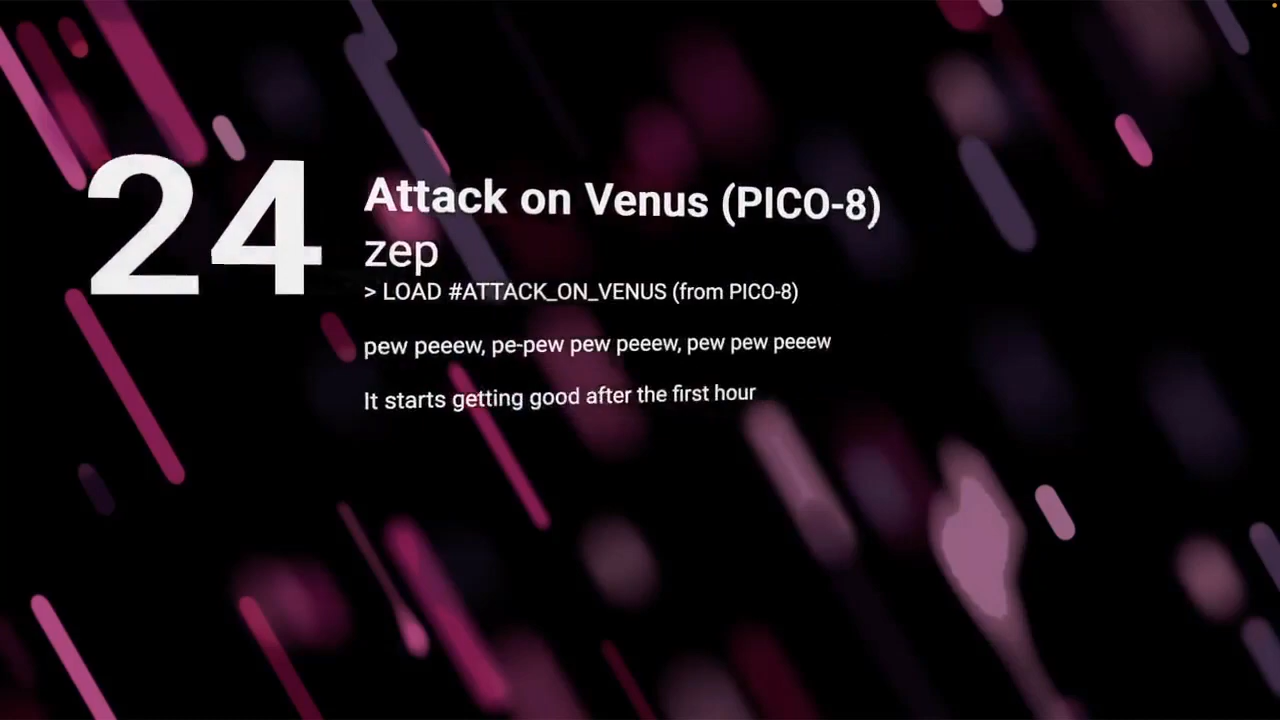 24
Attack on Venus (PICO-8)
zep
> LOAD #ATTACK_ON_VENUS (from PICO-8)
pew peeew, pe-pew pew peeew, pew pew peeew
It starts getting good after the first hour